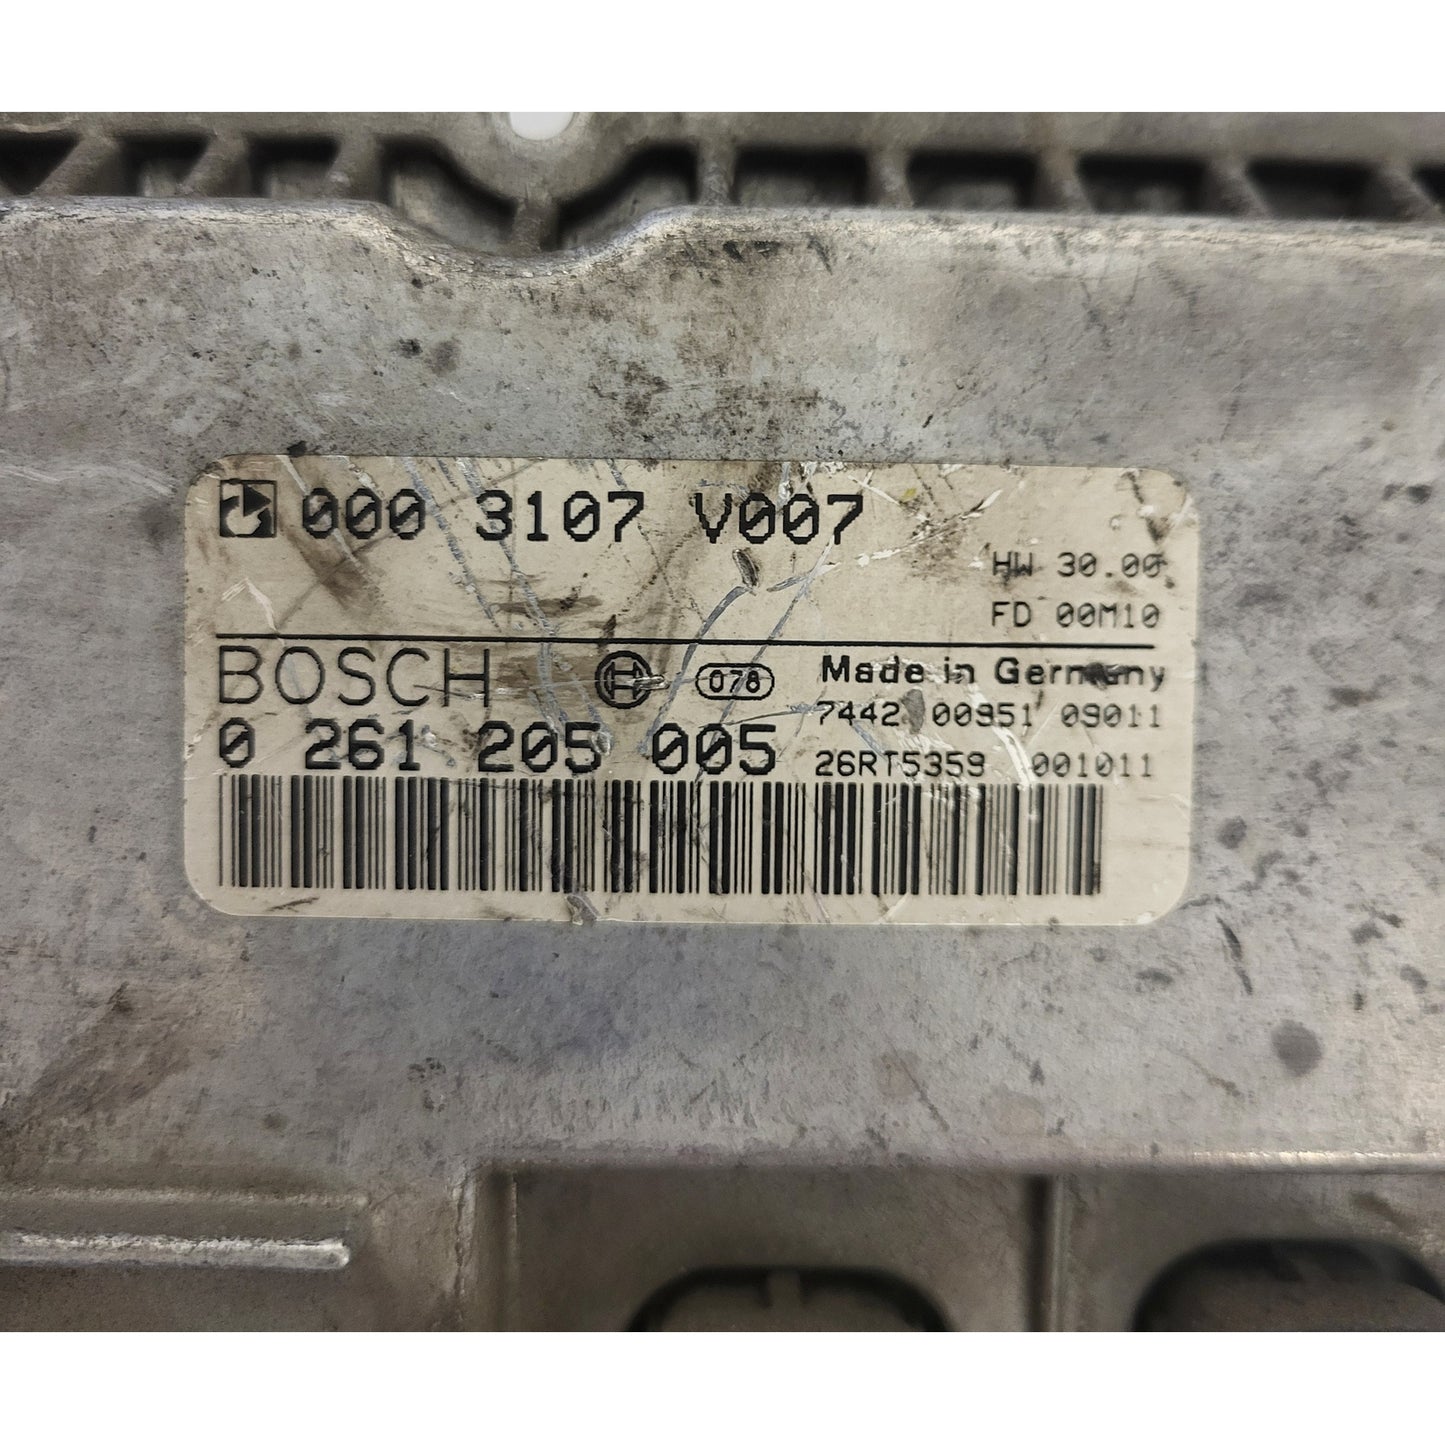 000 3107 V007
HW 30.00
FD 00M10
BOSCH 078 Made in Germany
7442 00951 09011
0 261 205 005
26RT5359 001011